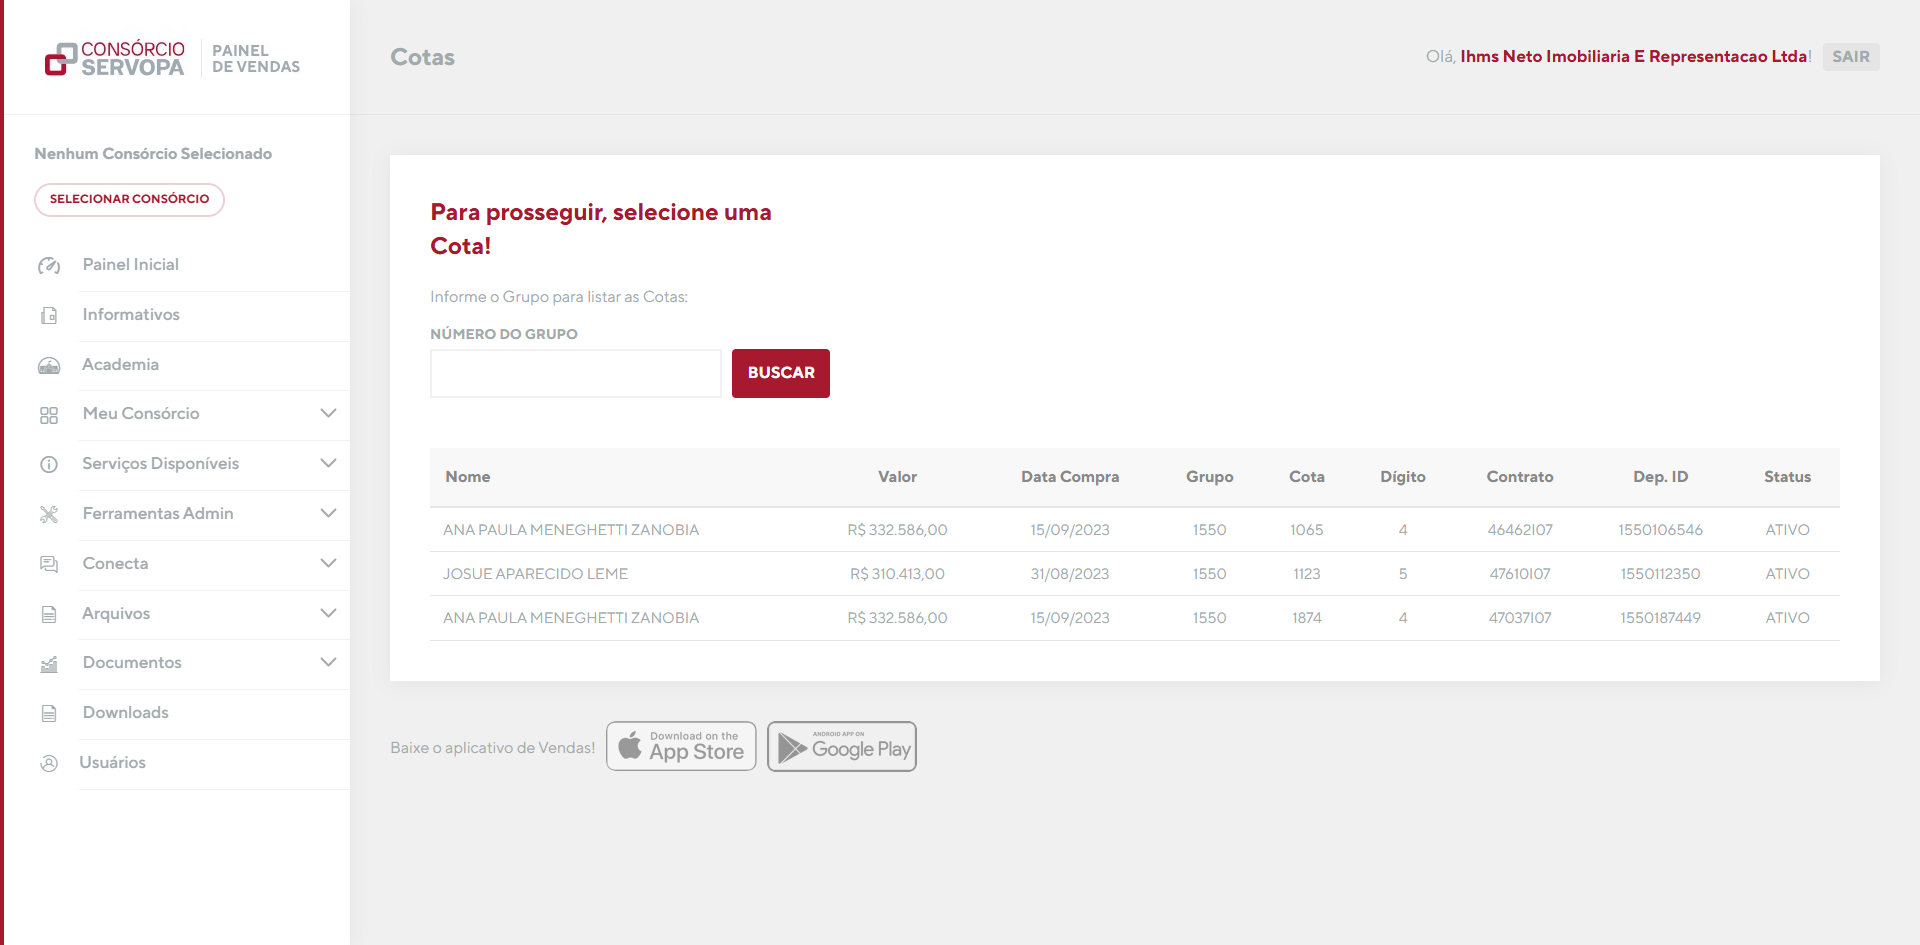 CONSÓRCIO SERVOPA
PAINEL DE VENDAS
Cotas
Olá, Ihms Neto Imobiliaria E Representacao Ltda!
SAIR
Nenhum Consórcio Selecionado
SELECIONAR CONSÓRCIO
Painel Inicial
Informativos
Academia
Meu Consórcio
Serviços Disponíveis
Ferramentas Admin
Conecta
Arquivos
Documentos
Downloads
Usuários
Para prosseguir, selecione uma
Cota!
Informe o Grupo para listar as Cotas:
NÚMERO DO GRUPO
BUSCAR
Nome Valor Data Compra Grupo Cota Dígito Contrato Dep. ID Status
ANA PAULA MENEGHETTI ZANOBIA R$ 332.586,00 15/09/2023 1550 1065 4 46462I07 1550106546 ATIVO
JOSUE APARECIDO LEME R$ 310.413,00 31/08/2023 1550 1123 5 47610I07 1550112350 ATIVO
ANA PAULA MENEGHETTI ZANOBIA R$ 332.586,00 15/09/2023 1550 1874 4 47037I07 1550187449 ATIVO
Baixe o aplicativo de Vendas!
Download on the
App Store
ANDROID APP ON
Google Play